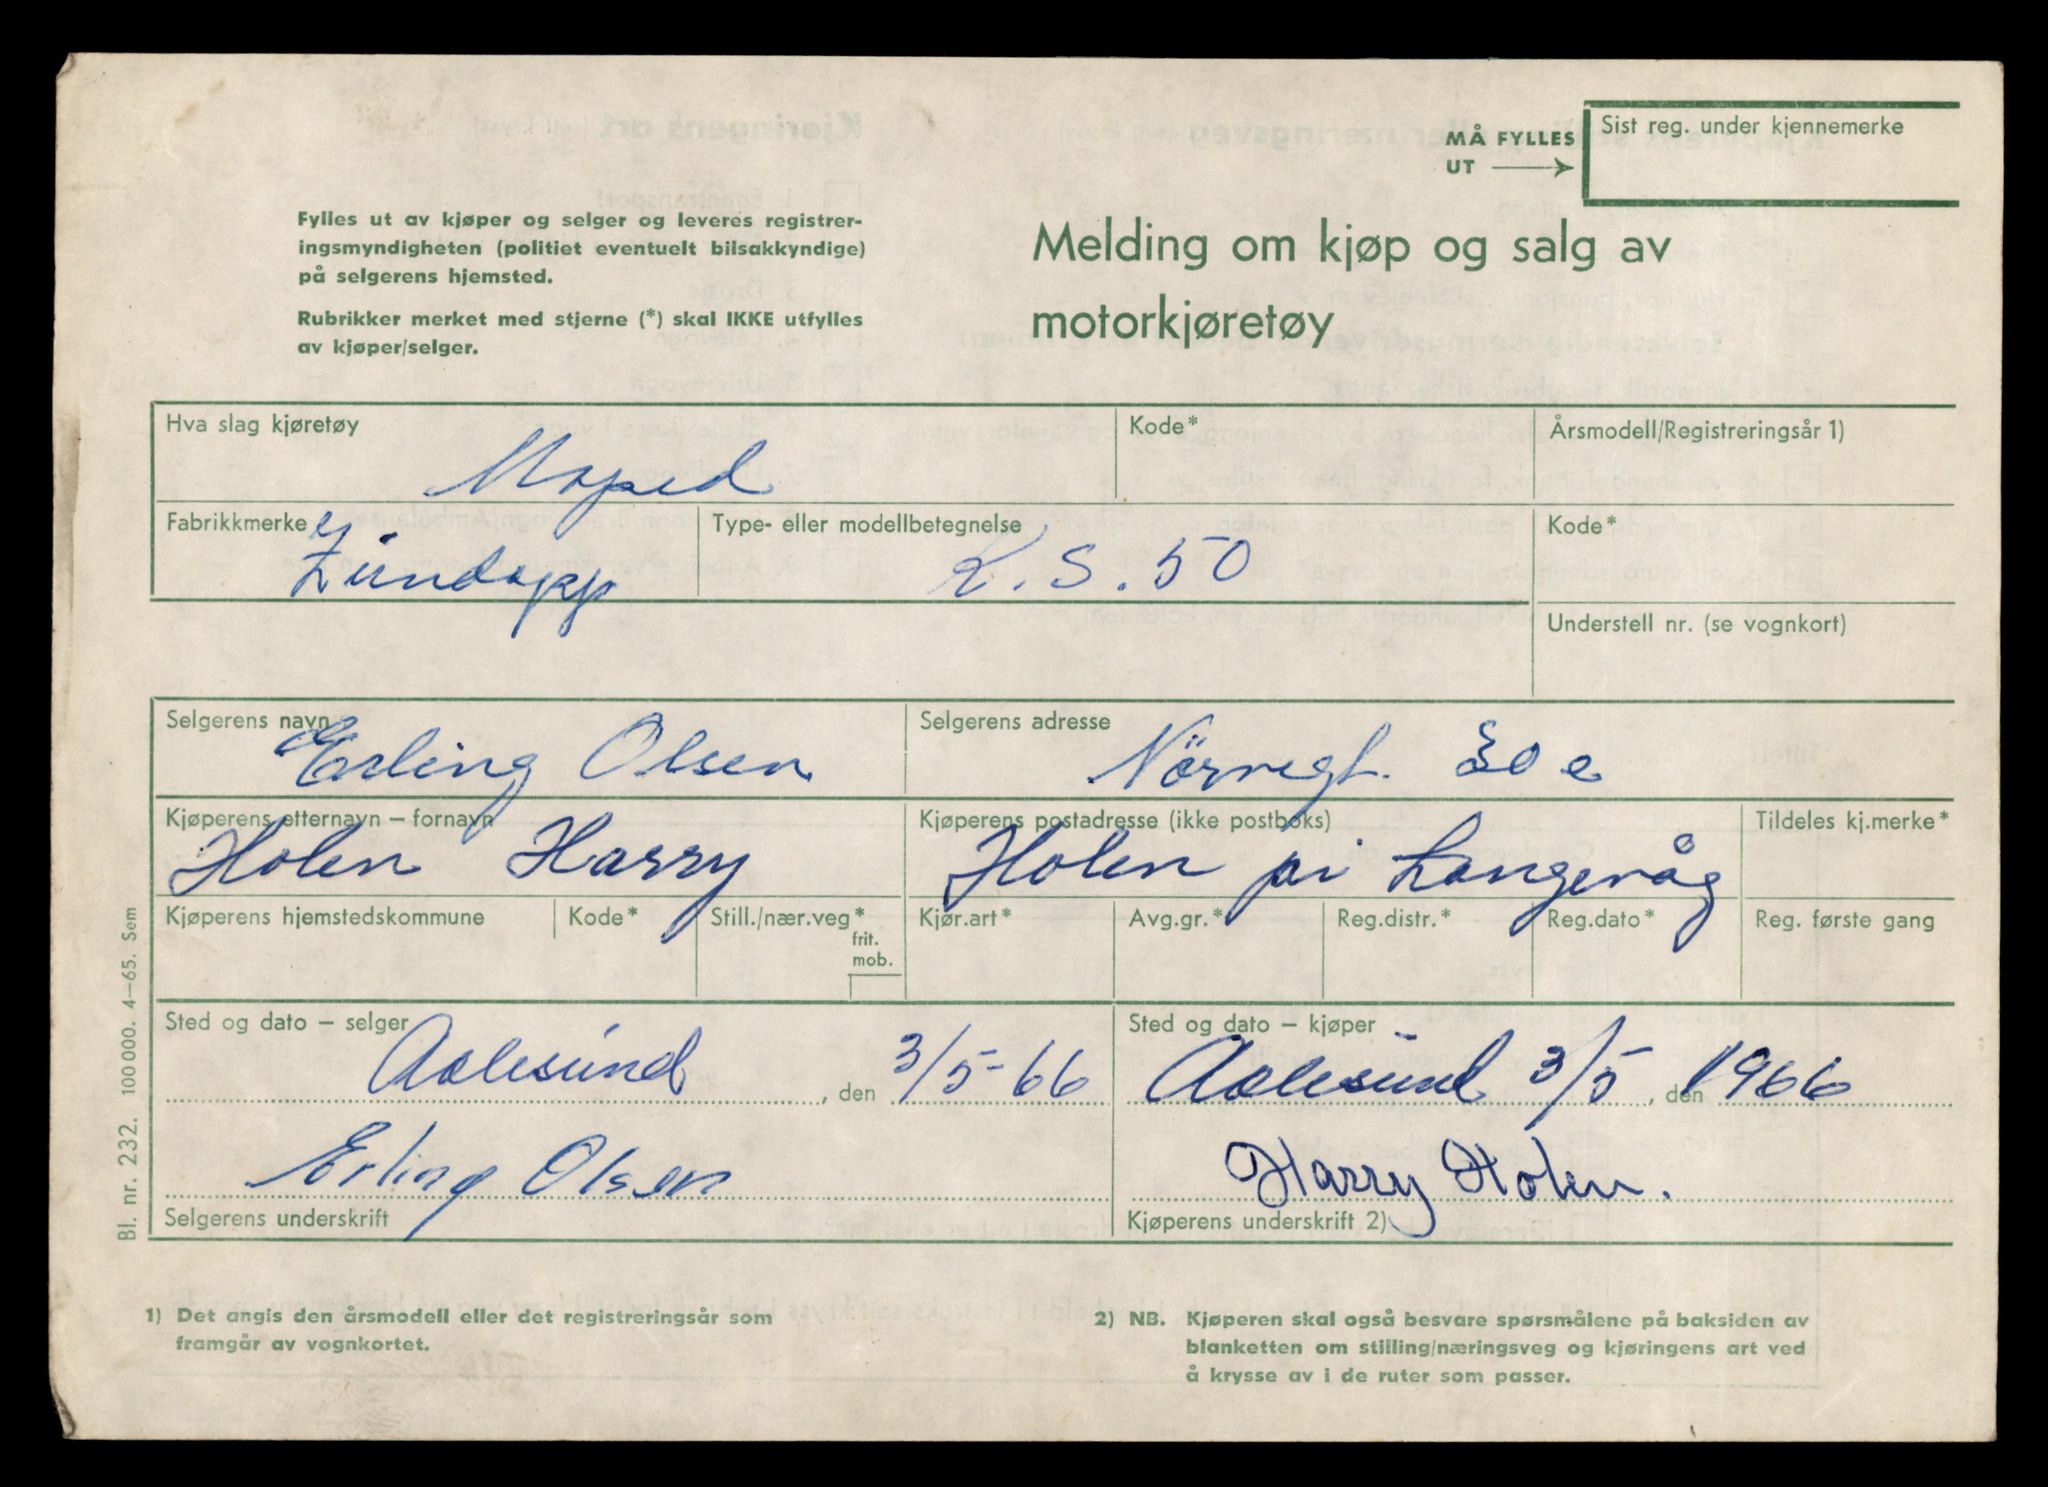 MÅ FYLLES UT
Sist reg. under kjennemerke
Fylles ut av kjøper og selger og leveres registrer-
ingsmyndigheten (politiet eventuelt bilsakkyndige)
på selgerens hjemsted.
Rubrikker merket med stjerne (*) skal IKKE utfylles
av kjøper/selger.
Melding om kjøp og salg av
motorkjøretøy
Hva slag kjøretøy
Kode*
Årsmodell/Registreringsår 1)
Moped
Fabrikkmerke
Type- eller modellbetegnelse
Kode*
Zündapp
K.S.50
Understell nr. (se vognkort)
Selgerens navn
Selgerens adresse
Erling Olsen
Nörregt. 30 e
Kjøperens etternavn – fornavn
Kjøperens postadresse (ikke postboks)
Tildeles kj.merke*
Holen Harry
Holen pr Langevåg
Kjøperens hjemstedskommune
Kode*
Still./nær.veg*
frit.
mob.
Kjør.art*
Avg.gr.*
Reg.distr.*
Reg.dato*
Reg. første gang
Sted og dato – selger
Sted og dato – kjøper
Aalesund, den 3/5-66
Aalesund 3/5, den 1966
Erling Olsen
Harry Holen.
Selgerens underskrift
Kjøperens underskrift 2)
Bl. nr. 232. 100 000. 4–65. Sem
1) Det angis den årsmodell eller det registreringsår som
framgår av vognkortet.
2) NB. Kjøperen skal også besvare spørsmålene på baksiden av
blanketten om stilling/næringsveg og kjøringens art ved
å krysse av i de ruter som passer.